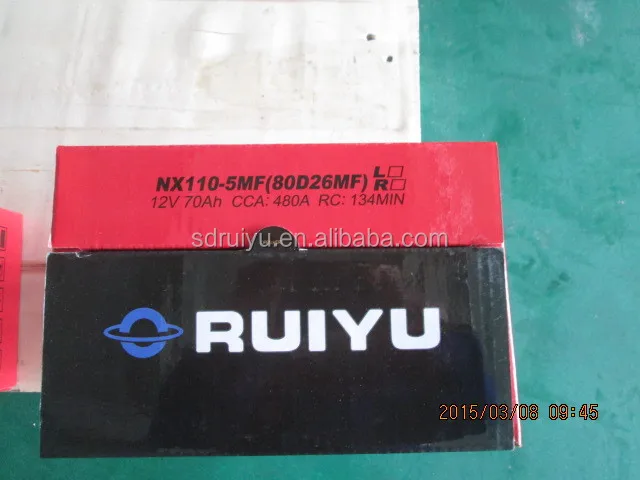 NX110-5MF(80D26MF) L
R
12V 70Ah CCA: 480A RC: 134MIN
sdruiyu.en.alibaba.com
RUIYU
2015/03/08 09:45